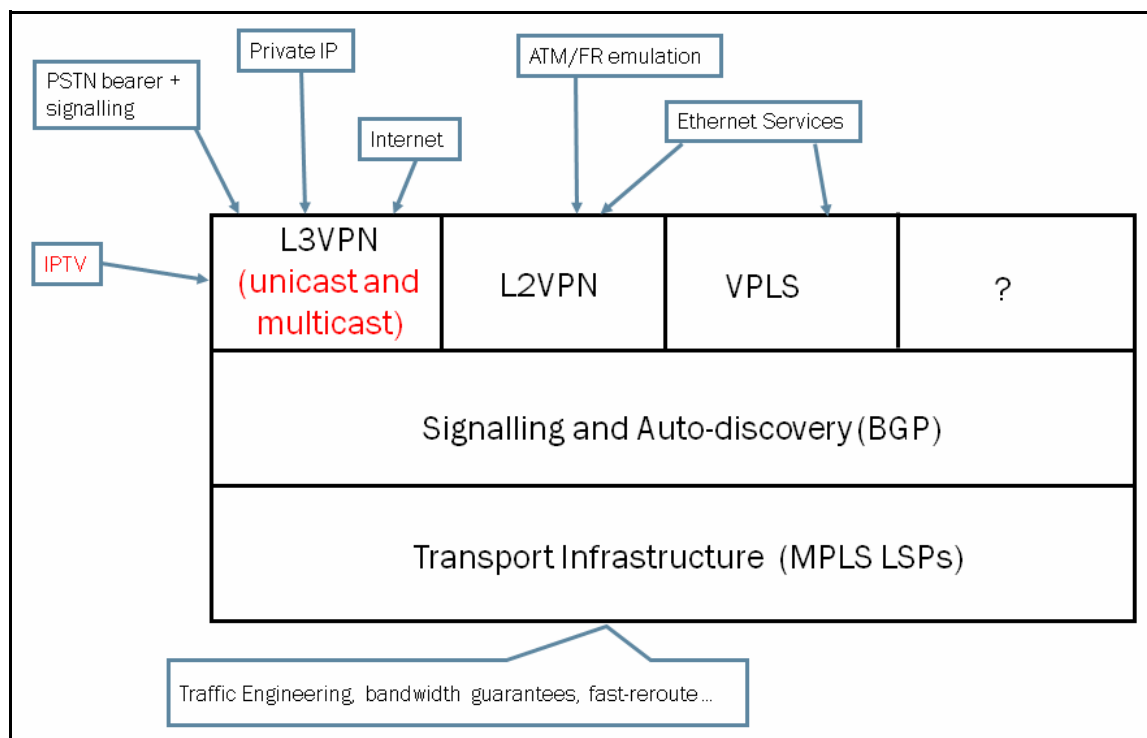 Private IP
ATM/FR emulation
PSTN bearer +
signalling
Internet
Ethernet Services
IPTV
L3VPN
(unicast and
multicast)
L2VPN
VPLS
?
Signalling and Auto-discovery (BGP)
Transport Infrastructure (MPLS LSPs)
Traffic Engineering, bandwidth guarantees, fast-reroute...